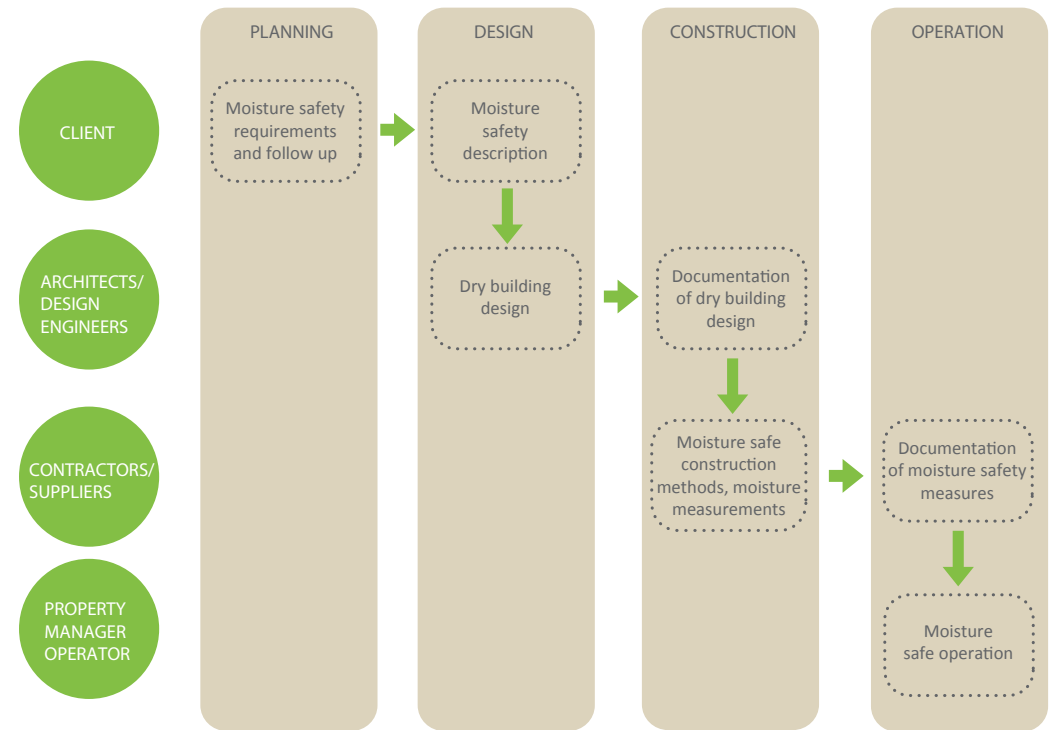 PLANNING
DESIGN
CONSTRUCTION
OPERATION
CLIENT
Moisture safety
requirements
and follow up
Moisture
safety
description
ARCHITECTS/
DESIGN
ENGINEERS
Dry building
design
Documentation
of dry building
design
CONTRACTORS/
SUPPLIERS
Moisture safe
construction
methods, moisture
measurements
Documentation
of moisture safety
measures
PROPERTY
MANAGER
OPERATOR
Moisture
safe operation